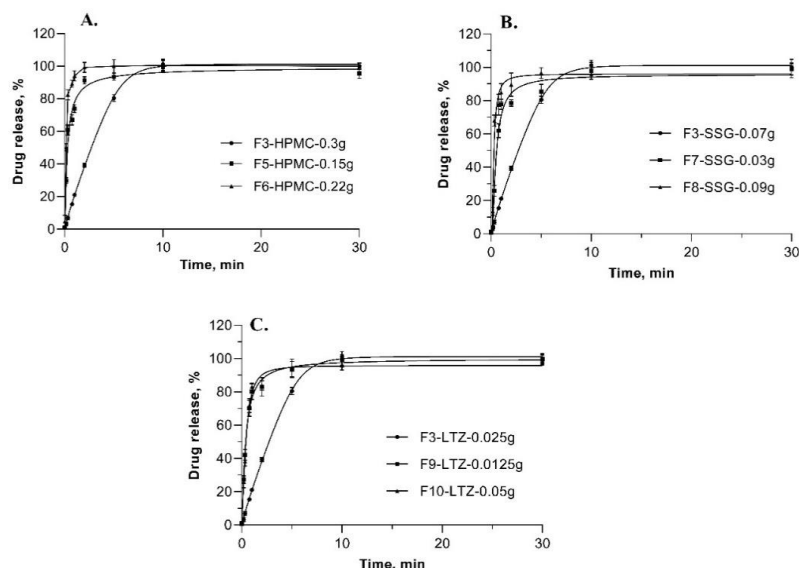 A.
120
100
80
60
40
20
0
Drug release, %
F3-HPMC-0.3g
F5-HPMC-0.15g
F6-HPMC-0.22g
0 10 20 30
Time, min
B.
120
100
80
60
40
20
0
Drug release, %
F3-SSG-0.07g
F7-SSG-0.03g
F8-SSG-0.09g
0 10 20 30
Time, min
C.
120
100
80
60
40
20
0
Drug release, %
F3-LTZ-0.025g
F9-LTZ-0.0125g
F10-LTZ-0.05g
0 10 20 30
Time, min